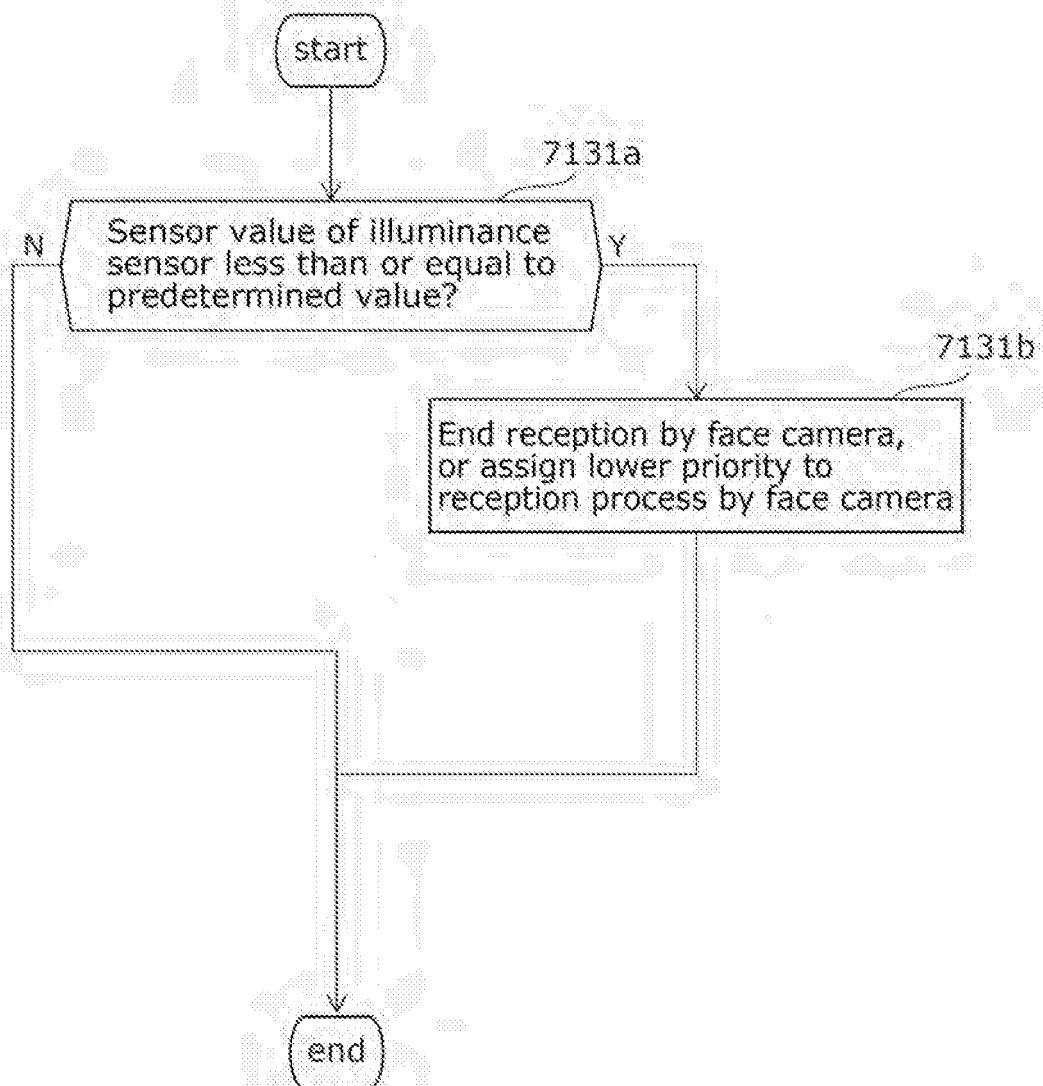 start
7131a
N
Sensor value of illuminance
sensor less than or equal to
predetermined value?
Y
7131b
End reception by face camera,
or assign lower priority to
reception process by face camera
end